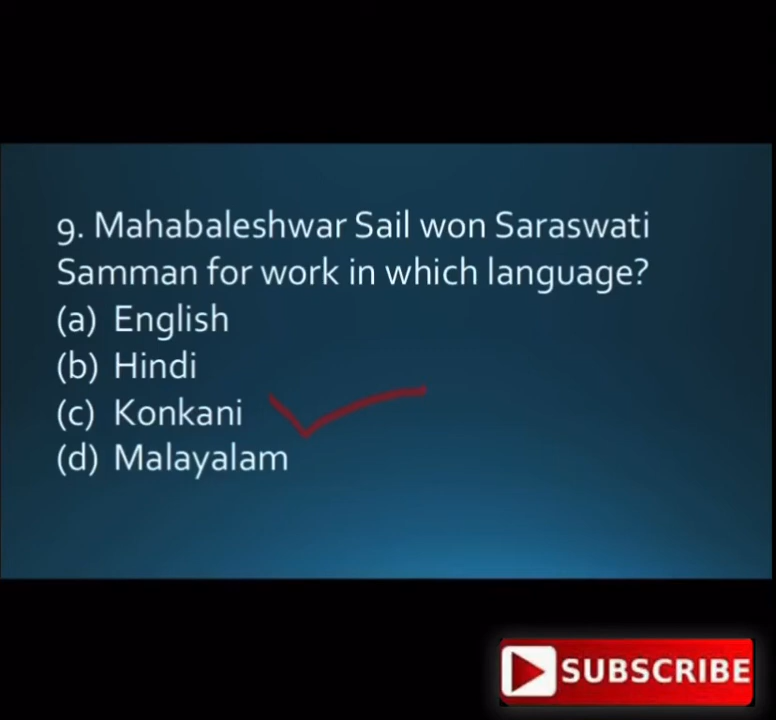 9. Mahabaleshwar Sail won Saraswati
Samman for work in which language?
(a) English
(b) Hindi
(c) Konkani
(d) Malayalam
SUBSCRIBE